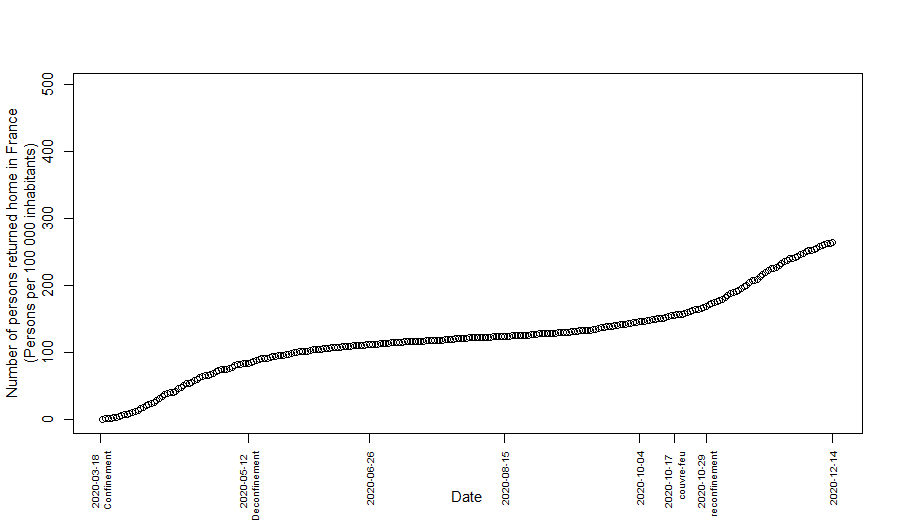 Number of persons returned home in France
(Persons per 100 000 inhabitants)
500
400
300
200
100
0
2020-03-18
Confinement
2020-05-12
Deconfinement
2020-06-26
2020-08-15
2020-10-04
2020-10-17
couvre-feu
2020-10-29
reconfinement
2020-12-14
Date